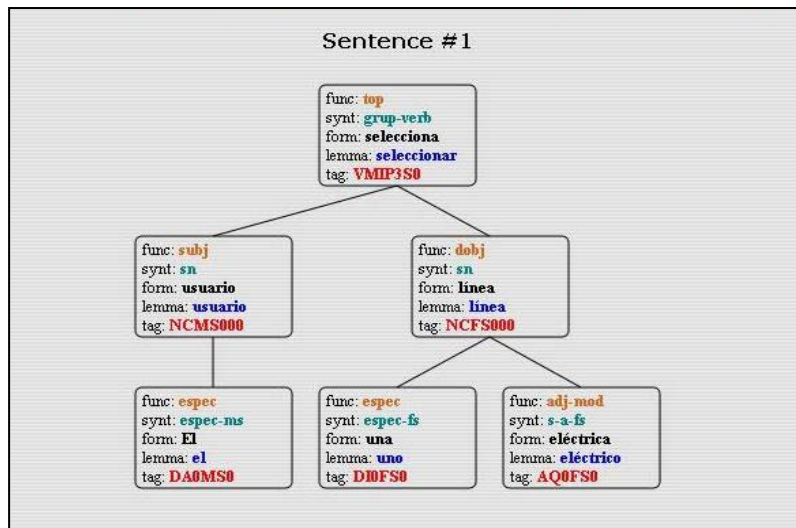 Sentence #1
func: top
synt: grup-verb
form: selecciona
lemma: seleccionar
tag: VMIP3S0
func: subj
synt: sn
form: usuario
lemma: usuario
tag: NCMS000
func: dobj
synt: sn
form: línea
lemma: línea
tag: NCFS000
func: espec
synt: espec-ms
form: El
lemma: el
tag: DA0MS0
func: espec
synt: espec-fs
form: una
lemma: uno
tag: DI0FS0
func: adj-mod
synt: s-a-fs
form: eléctrica
lemma: eléctrico
tag: AQ0FS0